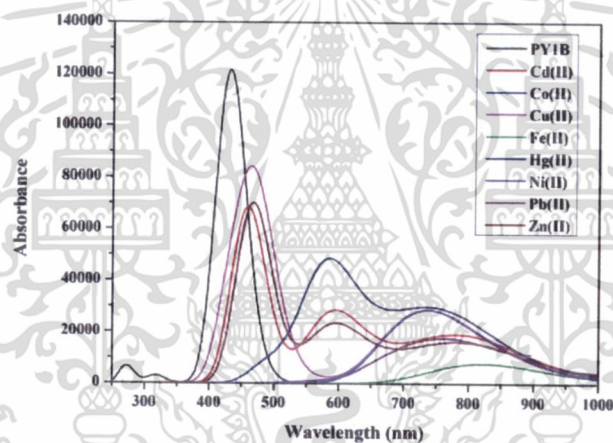 140000
120000
100000
80000
60000
40000
20000
0
Absorbance
300 400 500 600 700 800 900 1000
Wavelength (nm)
PY1B
Cd(II)
Co(II)
Cu(II)
Fe(II)
Hg(II)
Ni(II)
Pb(II)
Zn(II)